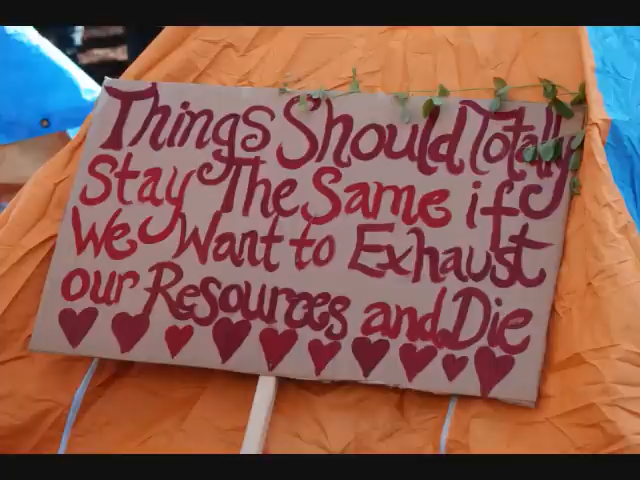 Things Should Totally
Stay The Same if
We Want to Exhaust
our Resources and Die